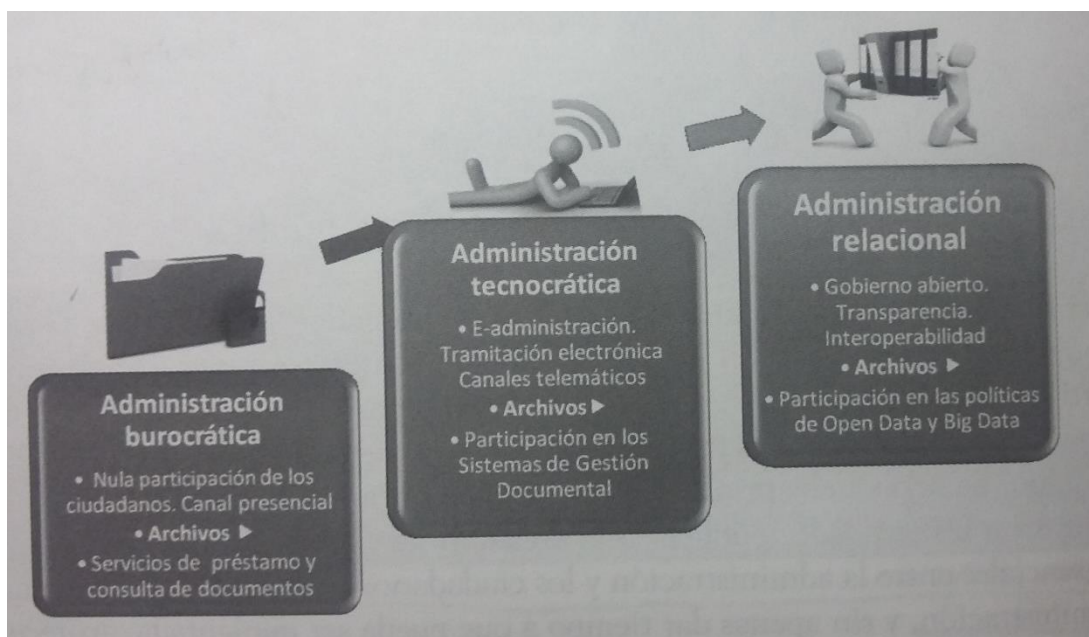 Administración
burocrática
• Nula participación de los
ciudadanos. Canal presencial
• Archivos ▶
• Servicios de préstamo y
consulta de documentos
Administración
tecnocrática
• E-administración.
Tramitación electrónica
Canales telemáticos
• Archivos ▶
• Participación en los
Sistemas de Gestión
Documental
Administración
relacional
• Gobierno abierto.
Transparencia.
Interoperabilidad
• Archivos ▶
• Participación en las políticas
de Open Data y Big Data